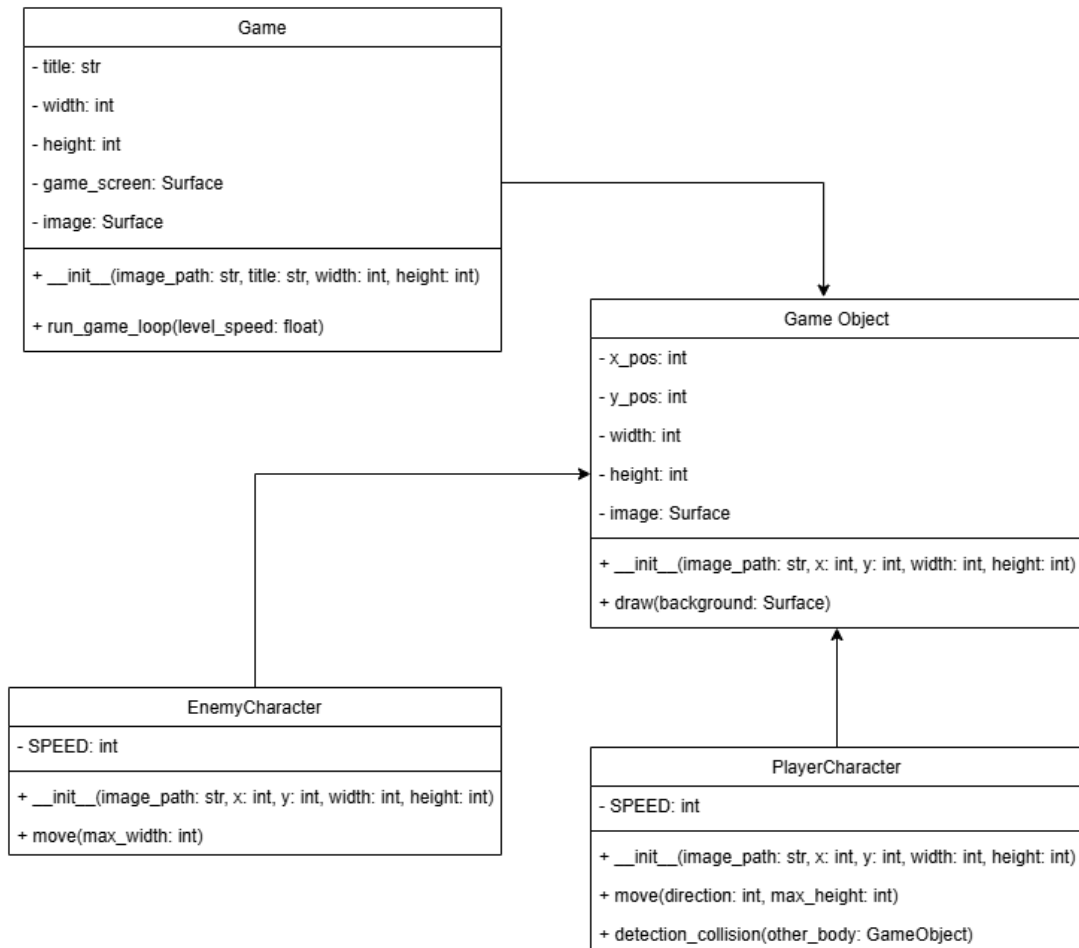 Game
- title: str
- width: int
- height: int
- game_screen: Surface
- image: Surface
+ __init__(image_path: str, title: str, width: int, height: int)
+ run_game_loop(level_speed: float)
Game Object
- x_pos: int
- y_pos: int
- width: int
- height: int
- image: Surface
+ __init__(image_path: str, x: int, y: int, width: int, height: int)
+ draw(background: Surface)
EnemyCharacter
- SPEED: int
+ __init__(image_path: str, x: int, y: int, width: int, height: int)
+ move(max_width: int)
PlayerCharacter
- SPEED: int
+ __init__(image_path: str, x: int, y: int, width: int, height: int)
+ move(direction: int, max_height: int)
+ detection_collision(other_body: GameObject)